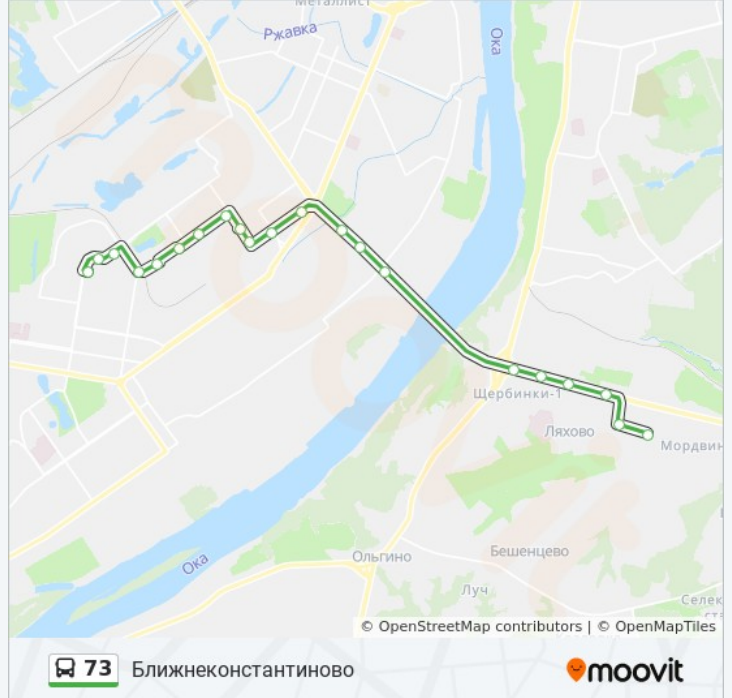 Металлист
Ржавка
Ока
Щербинки-1
Ляхово
Мордвин
Ольгино
Бешенцево
Ока
Луч
Селек
© OpenStreetMap contributors | © OpenMapTiles
73 Ближнеконстантиново
moovit